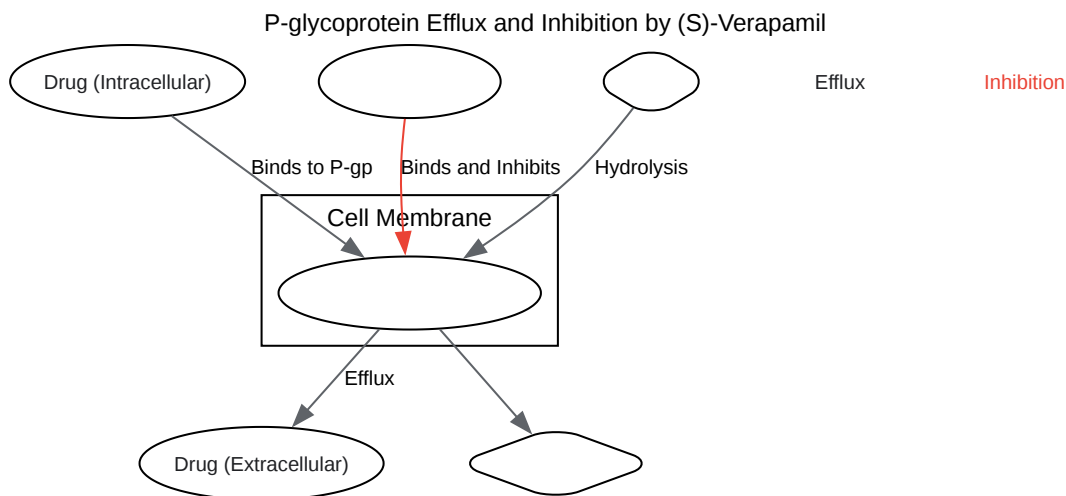 P-glycoprotein Efflux and Inhibition by (S)-Verapamil
Drug (Intracellular)
Efflux
Inhibition
Binds to P-gp
Binds and Inhibits
Hydrolysis
Cell Membrane
Efflux
Drug (Extracellular)